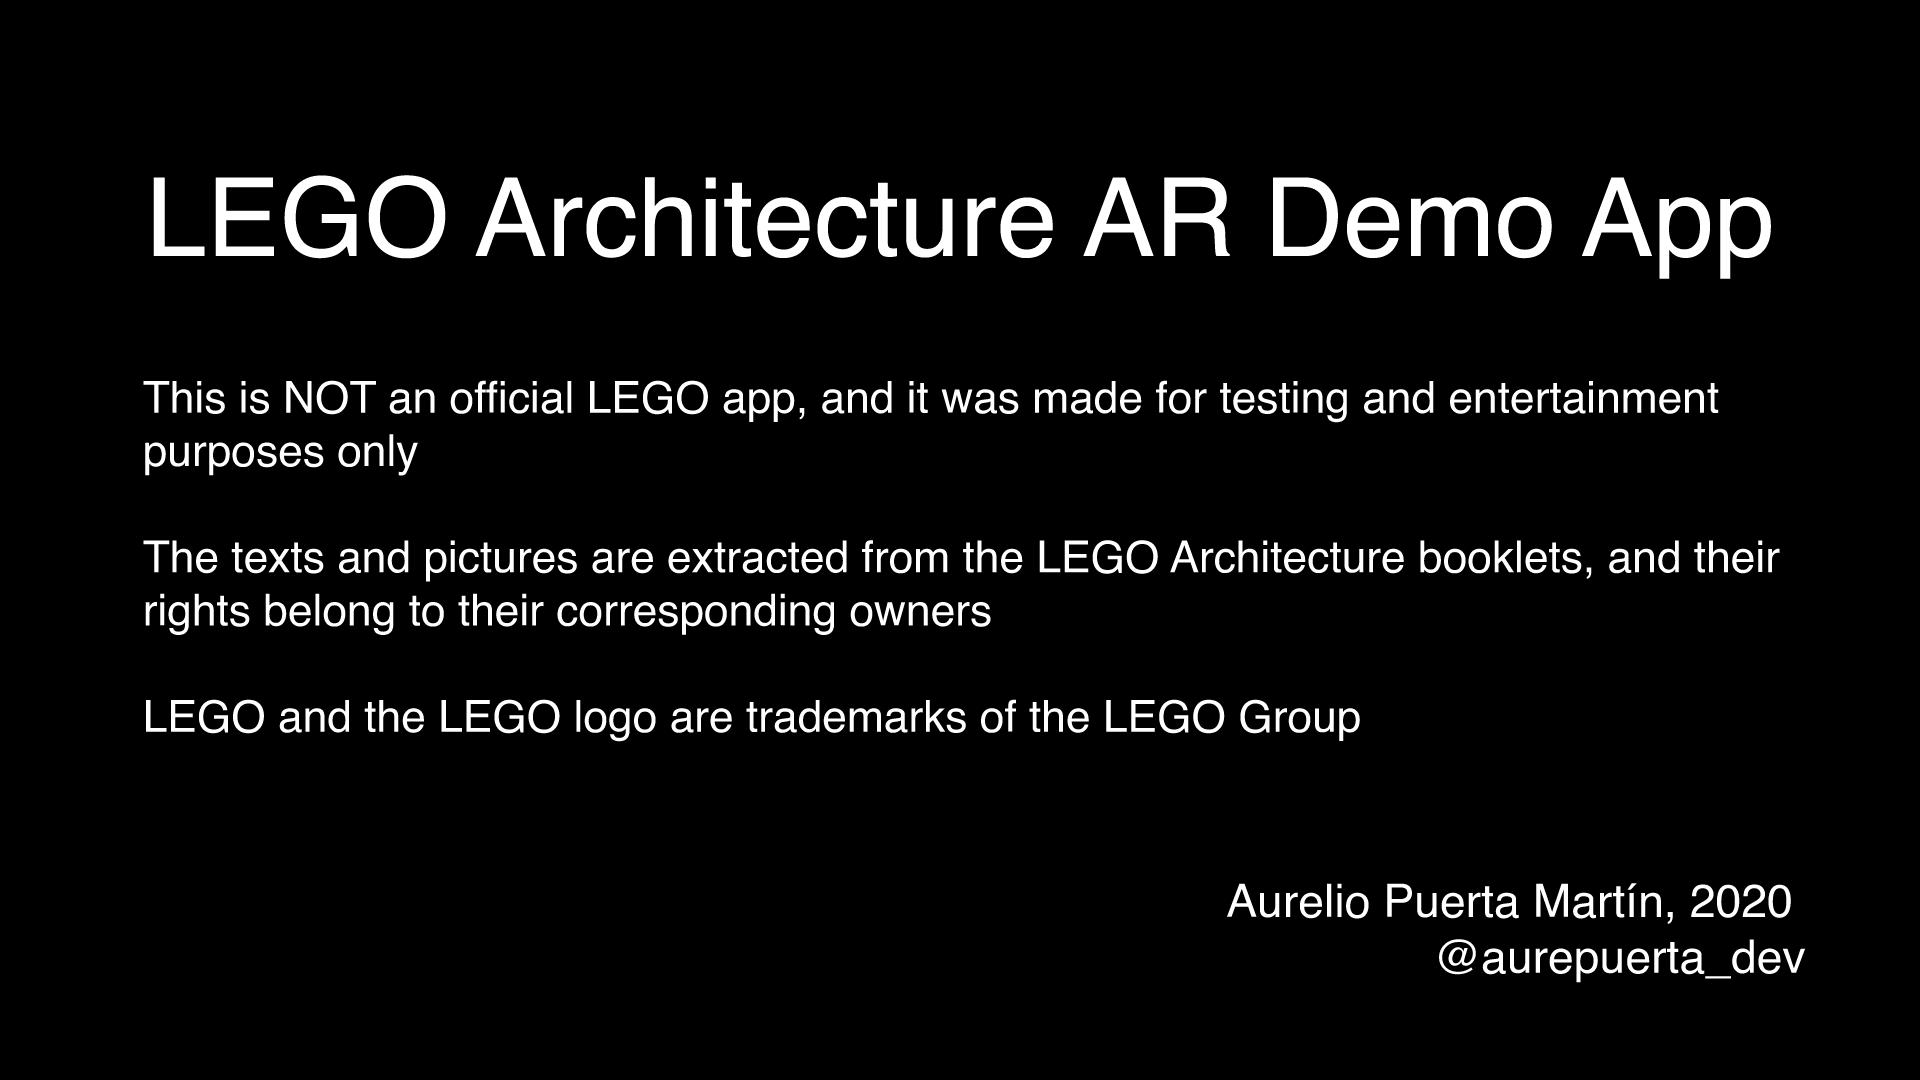 LEGO Architecture AR Demo App
This is NOT an official LEGO app, and it was made for testing and entertainment
purposes only
The texts and pictures are extracted from the LEGO Architecture booklets, and their
rights belong to their corresponding owners
LEGO and the LEGO logo are trademarks of the LEGO Group
Aurelio Puerta Martín, 2020
@aurepuerta_dev